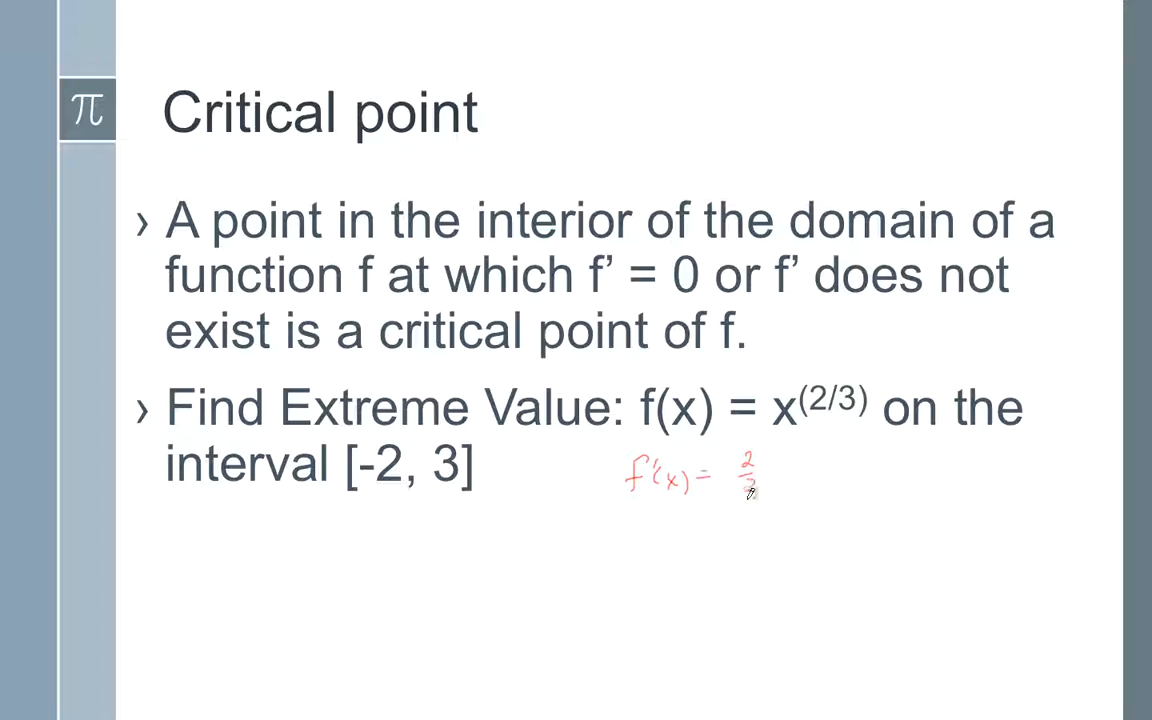 π
Critical point
› A point in the interior of the domain of a
function f at which f’ = 0 or f’ does not
exist is a critical point of f.
› Find Extreme Value: f(x) = x^(2/3) on the
interval [-2, 3]
f'(x) = 2/3